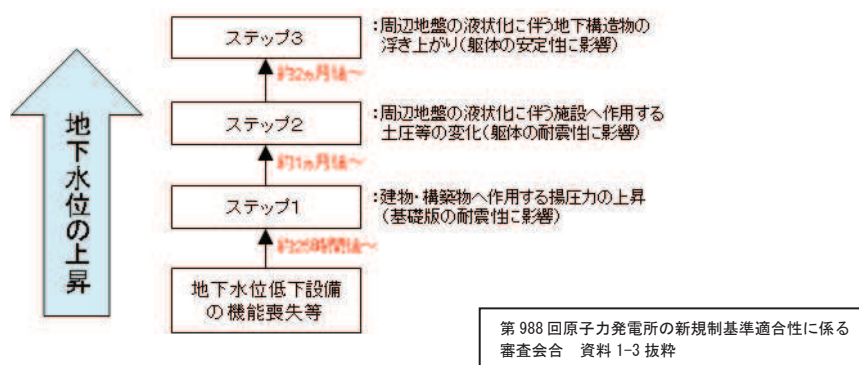 ステップ3
:周辺地盤の液状化に伴う地下構造物の
浮き上がり(躯体の安定性に影響)
約2ヵ月後~
ステップ2
:周辺地盤の液状化に伴う施設へ作用する
土圧等の変化(躯体の耐震性に影響)
約1ヵ月後~
ステップ1
:建物・構築物へ作用する揚圧力の上昇
(基礎版の耐震性に影響)
時間後~
地下水位低下設備
の機能喪失等
地下水位の上昇
第 988 回原子力発電所の新規制基準適合性に係る
審査会合 資料 1-3 抜粋